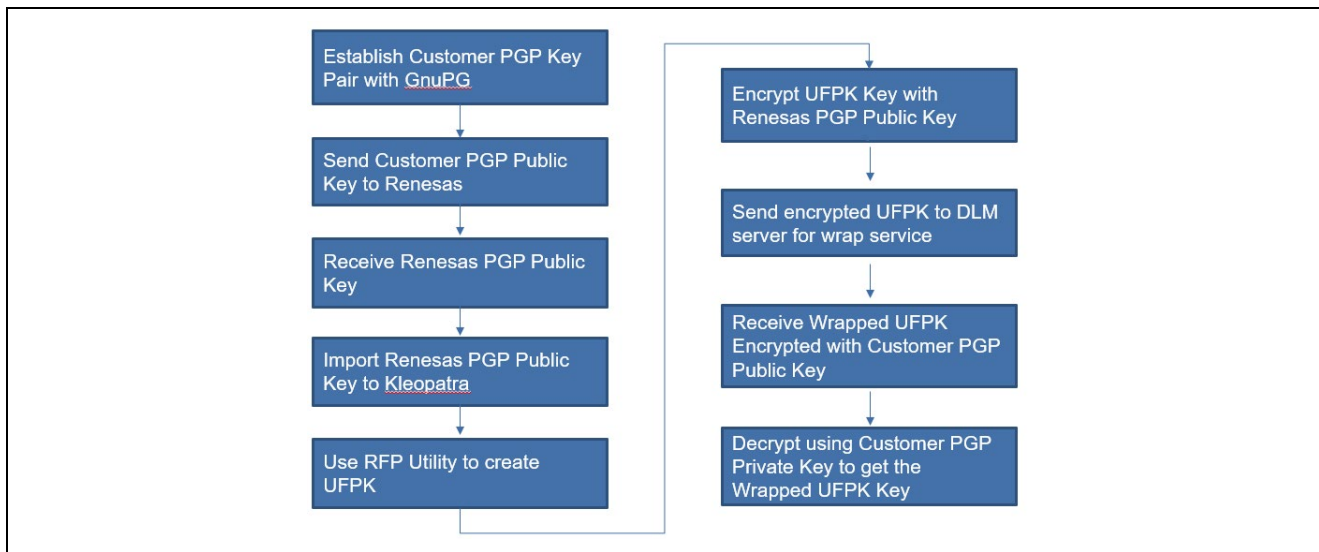 Establish Customer PGP Key
Pair with GnuPG
Send Customer PGP Public
Key to Renesas
Receive Renesas PGP Public
Key
Import Renesas PGP Public
Key to Kleopatra
Use RFP Utility to create
UFPK
Encrypt UFPK Key with
Renesas PGP Public Key
Send encrypted UFPK to DLM
server for wrap service
Receive Wrapped UFPK
Encrypted with Customer PGP
Public Key
Decrypt using Customer PGP
Private Key to get the
Wrapped UFPK Key